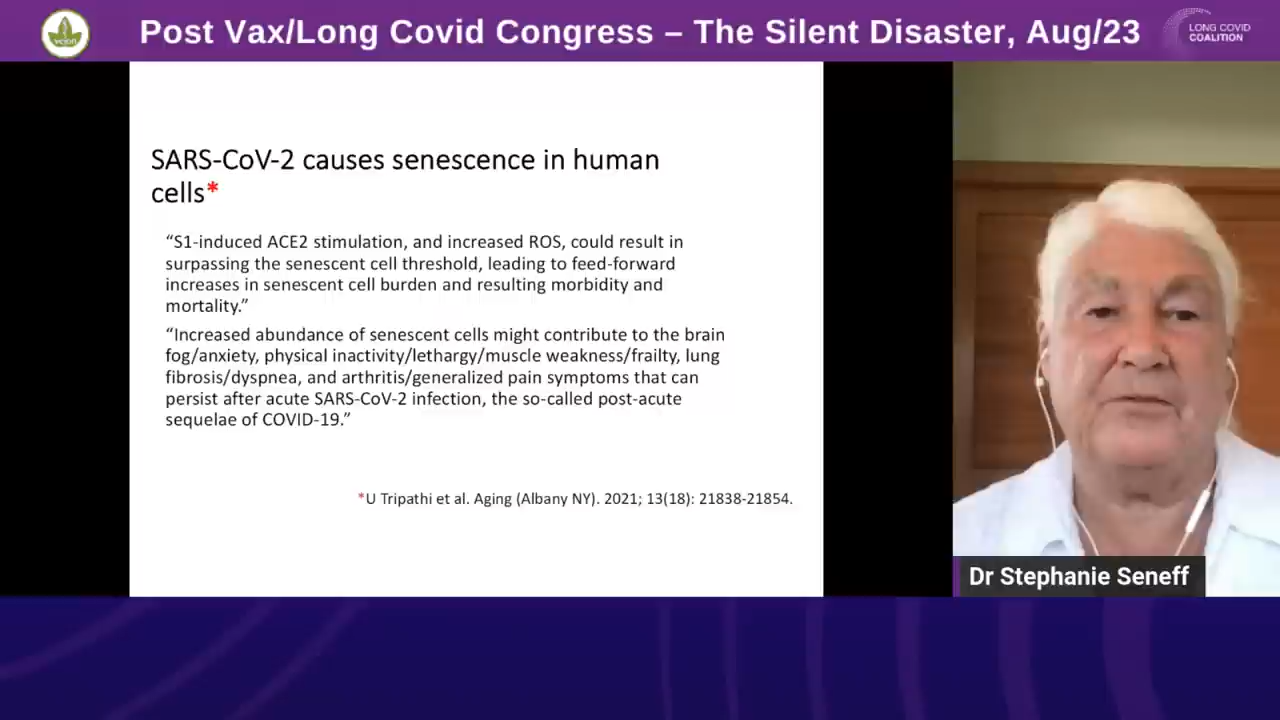 Post Vax/Long Covid Congress – The Silent Disaster, Aug/23
LONG COVID
COALITION
SARS-CoV-2 causes senescence in human
cells*
“S1-induced ACE2 stimulation, and increased ROS, could result in
surpassing the senescent cell threshold, leading to feed-forward
increases in senescent cell burden and resulting morbidity and
mortality.”
“Increased abundance of senescent cells might contribute to the brain
fog/anxiety, physical inactivity/lethargy/muscle weakness/frailty, lung
fibrosis/dyspnea, and arthritis/generalized pain symptoms that can
persist after acute SARS-CoV-2 infection, the so-called post-acute
sequelae of COVID-19.”
*U Tripathi et al. Aging (Albany NY). 2021; 13(18): 21838-21854.
Dr Stephanie Seneff